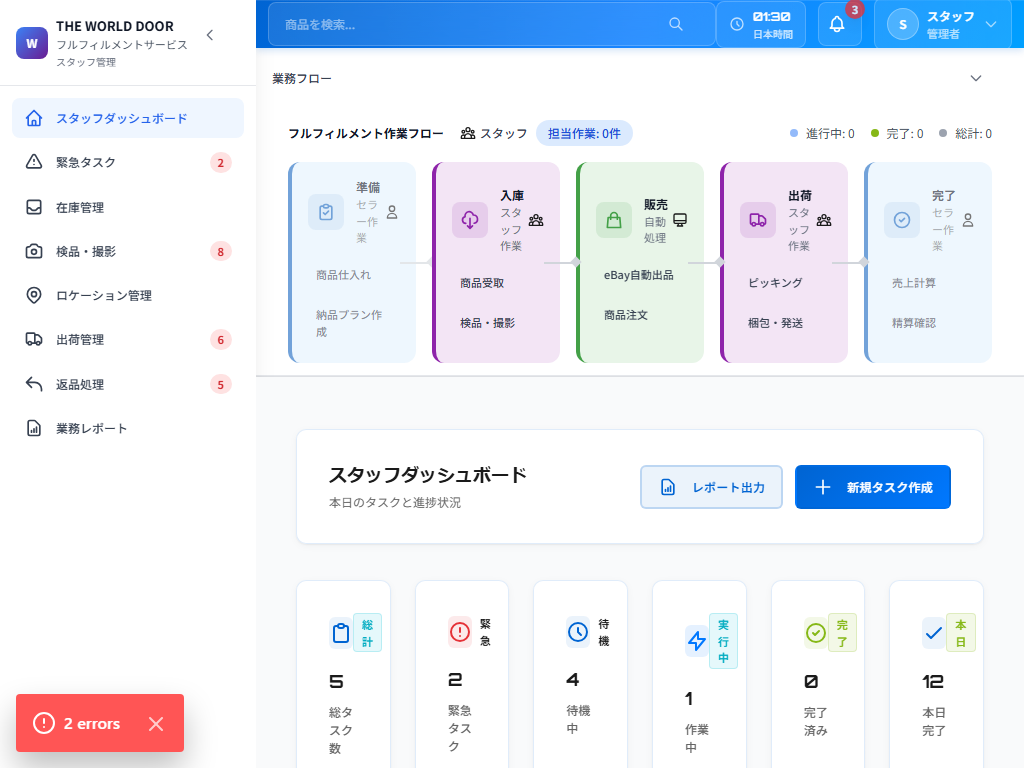 W
THE WORLD DOOR
フルフィルメントサービス
スタッフ管理
スタッフダッシュボード
緊急タスク
2
在庫管理
検品・撮影
8
ロケーション管理
出荷管理
6
返品処理
5
業務レポート
2 errors
商品を検索...
01:30
日本時間
3
S
スタッフ
管理者
業務フロー
フルフィルメント作業フロー
スタッフ
担当作業: 0件
進行中: 0
完了: 0
総計: 0
準備
セラ
ー作
業
商品仕入れ
納品プラン作
成
入庫
スタ
ッフ
作業
商品受取
検品・撮影
販売
自動
処理
eBay自動出品
商品注文
出荷
スタ
ッフ
作業
ピッキング
梱包・発送
完了
セラ
ー作
業
売上計算
精算確認
スタッフダッシュボード
本日のタスクと進捗状況
レポート出力
新規タスク作成
総
計
5
総タ
スク
数
緊
急
2
緊急
タス
ク
待
機
4
待機
中
実
行
中
1
作業
中
完
了
0
完了
済み
本
日
12
本日
完了